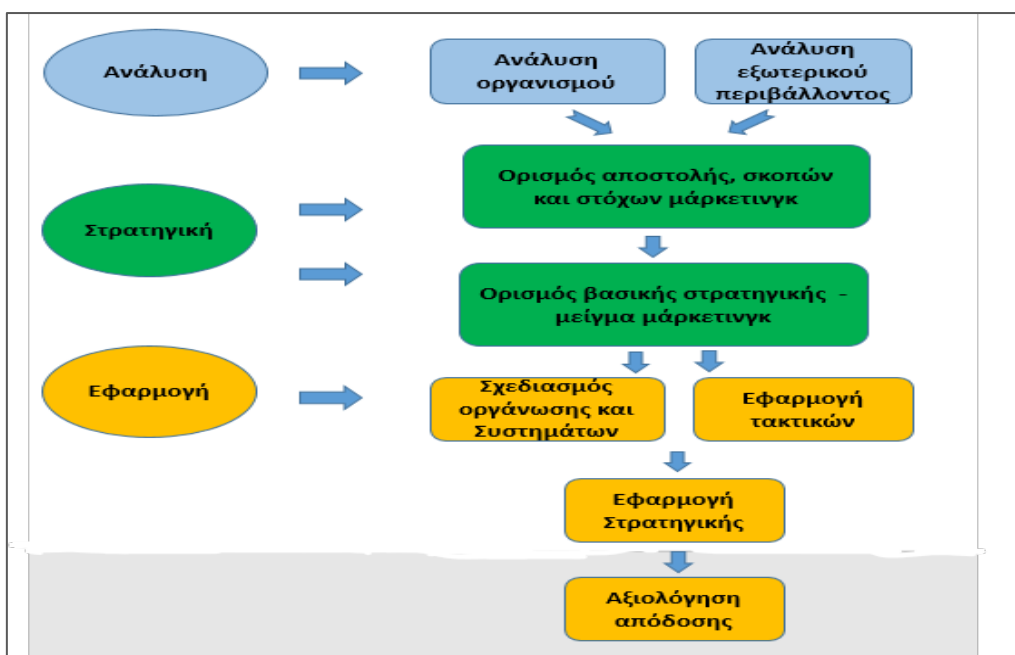 Ανάλυση
Ανάλυση
οργανισμού
Ανάλυση
εξωτερικού
περιβάλλοντος
Ορισμός αποστολής, σκοπών
και στόχων μάρκετινγκ
Στρατηγική
Ορισμός βασικής στρατηγικής -
μείγμα μάρκετινγκ
Εφαρμογή
Σχεδιασμός
οργάνωσης και
Συστημάτων
Εφαρμογή
τακτικών
Εφαρμογή
Στρατηγικής
Αξιολόγηση
απόδοσης